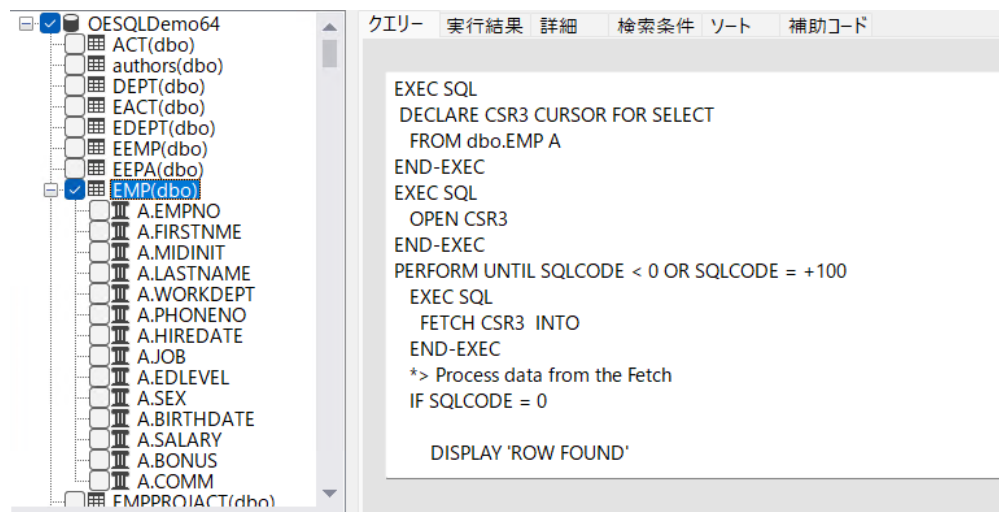 OESQLDemo64
ACT(dbo)
authors(dbo)
DEPT(dbo)
EACT(dbo)
EDEPT(dbo)
EEMP(dbo)
EEPA(dbo)
EMP(dbo)
A.EMPNO
A.FIRSTNME
A.MIDINIT
A.LASTNAME
A.WORKDEPT
A.PHONENO
A.HIREDATE
A.JOB
A.EDLEVEL
A.SEX
A.BIRTHDATE
A.SALARY
A.BONUS
A.COMM
EMPPROJACT(dbo)
クエリー 実行結果 詳細 検索条件 ソート 補助コード
EXEC SQL
DECLARE CSR3 CURSOR FOR SELECT
FROM dbo.EMP A
END-EXEC
EXEC SQL
OPEN CSR3
END-EXEC
PERFORM UNTIL SQLCODE < 0 OR SQLCODE = +100
EXEC SQL
FETCH CSR3 INTO
END-EXEC
*> Process data from the Fetch
IF SQLCODE = 0
DISPLAY 'ROW FOUND'